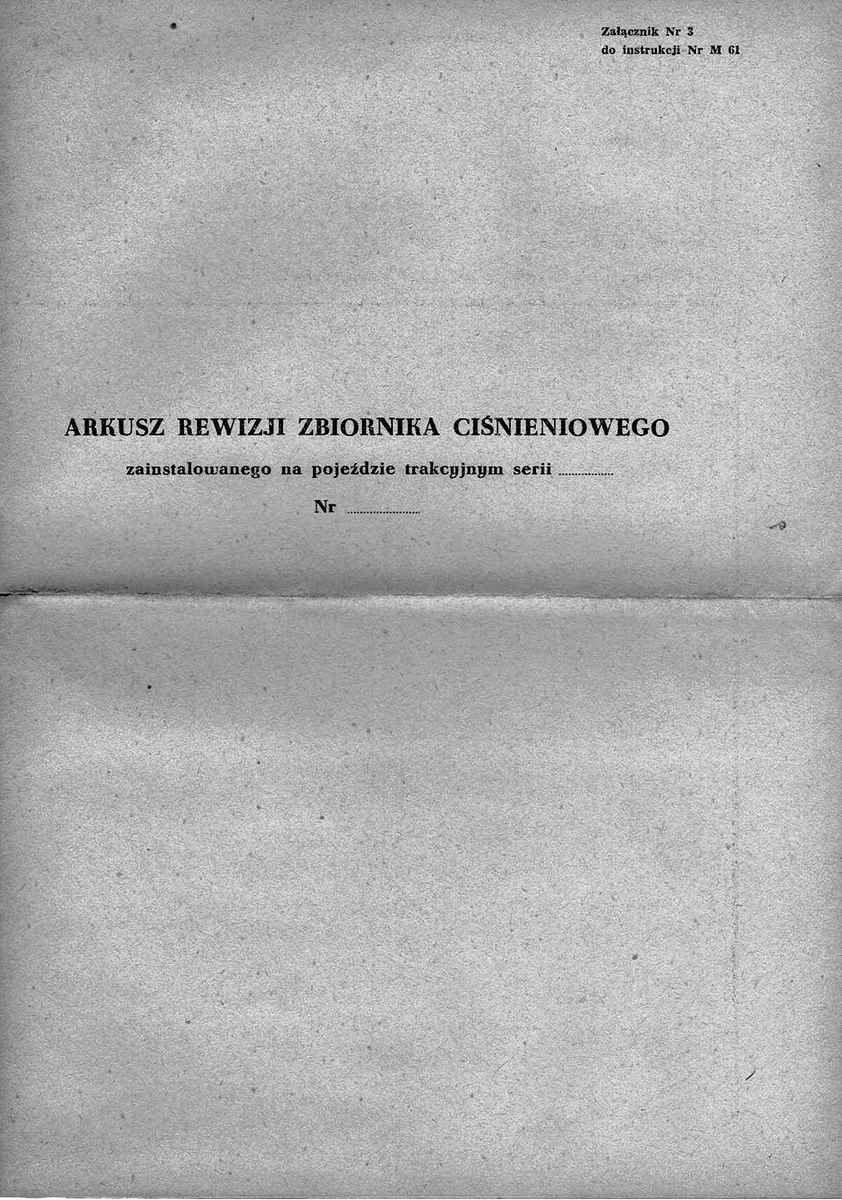 Załącznik Nr 3
do instrukcji Nr M 61
ARKUSZ REWIZJI ZBIORNIKA CIŚNIENIOWEGO
zainstalowanego na pojeździe trakcyjnym serii .................
Nr .......................